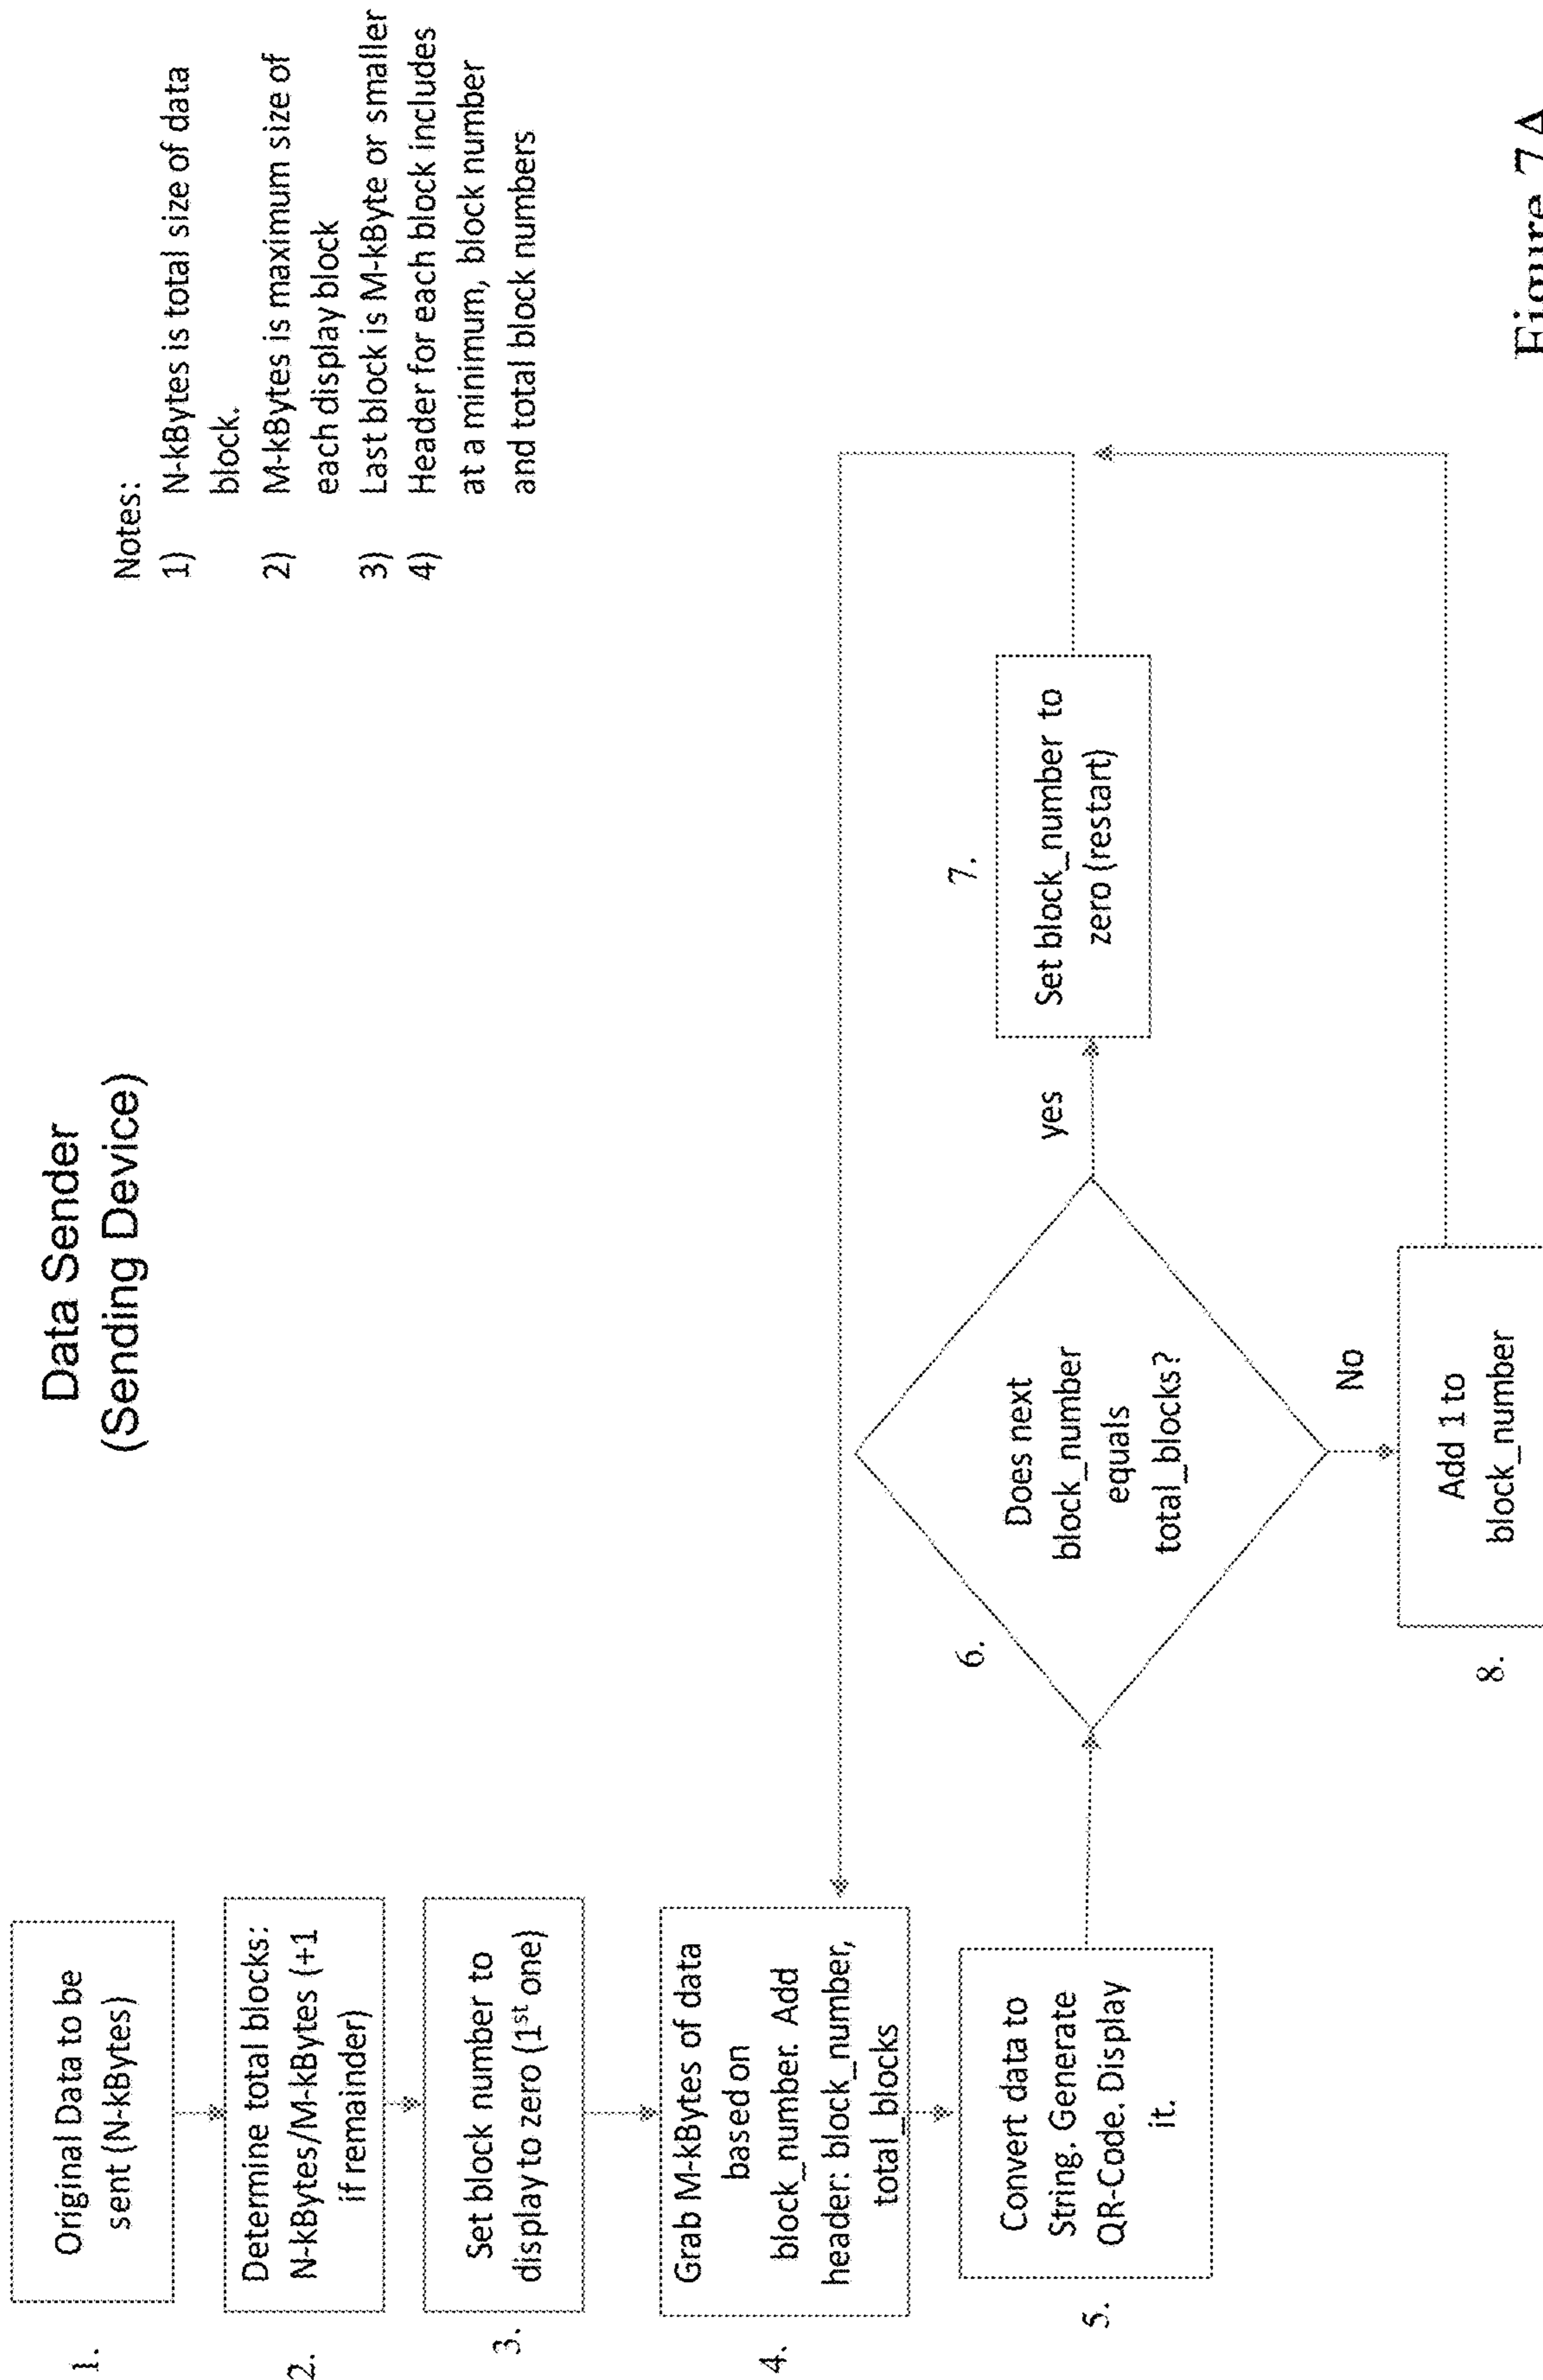 Data Sender
(Sending Device)
Notes:
1) N-kBytes is total size of data
block.
2) M-kBytes is maximum size of
each display block
3) Last block is M-kByte or smaller
4) Header for each block includes
at a minimum, block number
and total block numbers
1.
Original Data to be
sent (N-kBytes)
2.
Determine total blocks:
N-kBytes/M-kBytes (+1
if remainder)
3.
Set block number to
display to zero (1st one)
4.
Grab M-kBytes of data
based on
block_number. Add
header: block_number,
total_blocks
5.
Convert data to
String. Generate
QR-Code. Display
it.
6.
Does next
block_number
equals
total_blocks?
yes
7.
Set block_number to
zero (restart)
No
8.
Add 1 to
block_number
Figure 7A